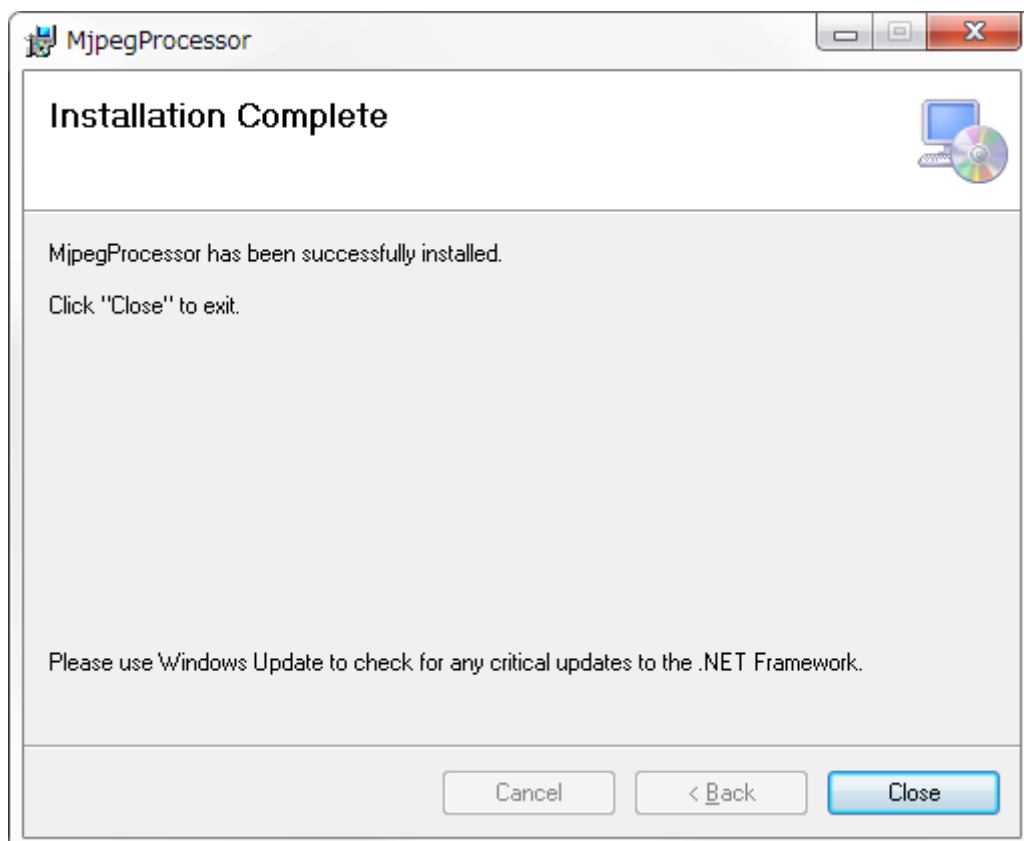 MjpegProcessor
Installation Complete
MjpegProcessor has been successfully installed.
Click "Close" to exit.
Please use Windows Update to check for any critical updates to the .NET Framework.
Cancel
< Back
Close